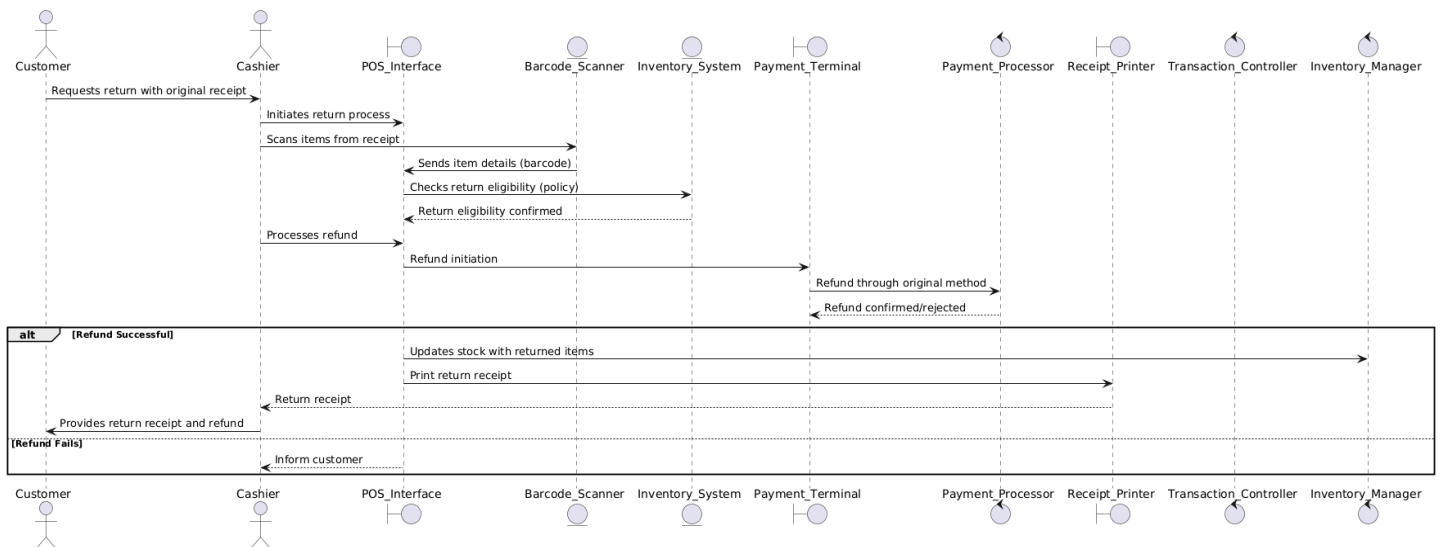 Customer
Cashier
POS_Interface
Barcode_Scanner
Inventory_System
Payment_Terminal
Payment_Processor
Receipt_Printer
Transaction_Controller
Inventory_Manager
Requests return with original receipt
Initiates return process
Scans items from receipt
Sends item details (barcode)
Checks return eligibility (policy)
Return eligibility confirmed
Processes refund
Refund initiation
Refund through original method
Refund confirmed/rejected
alt [Refund Successful]
Updates stock with returned items
Print return receipt
Return receipt
Provides return receipt and refund
[Refund Fails]
Inform customer
Customer
Cashier
POS_Interface
Barcode_Scanner
Inventory_System
Payment_Terminal
Payment_Processor
Receipt_Printer
Transaction_Controller
Inventory_Manager